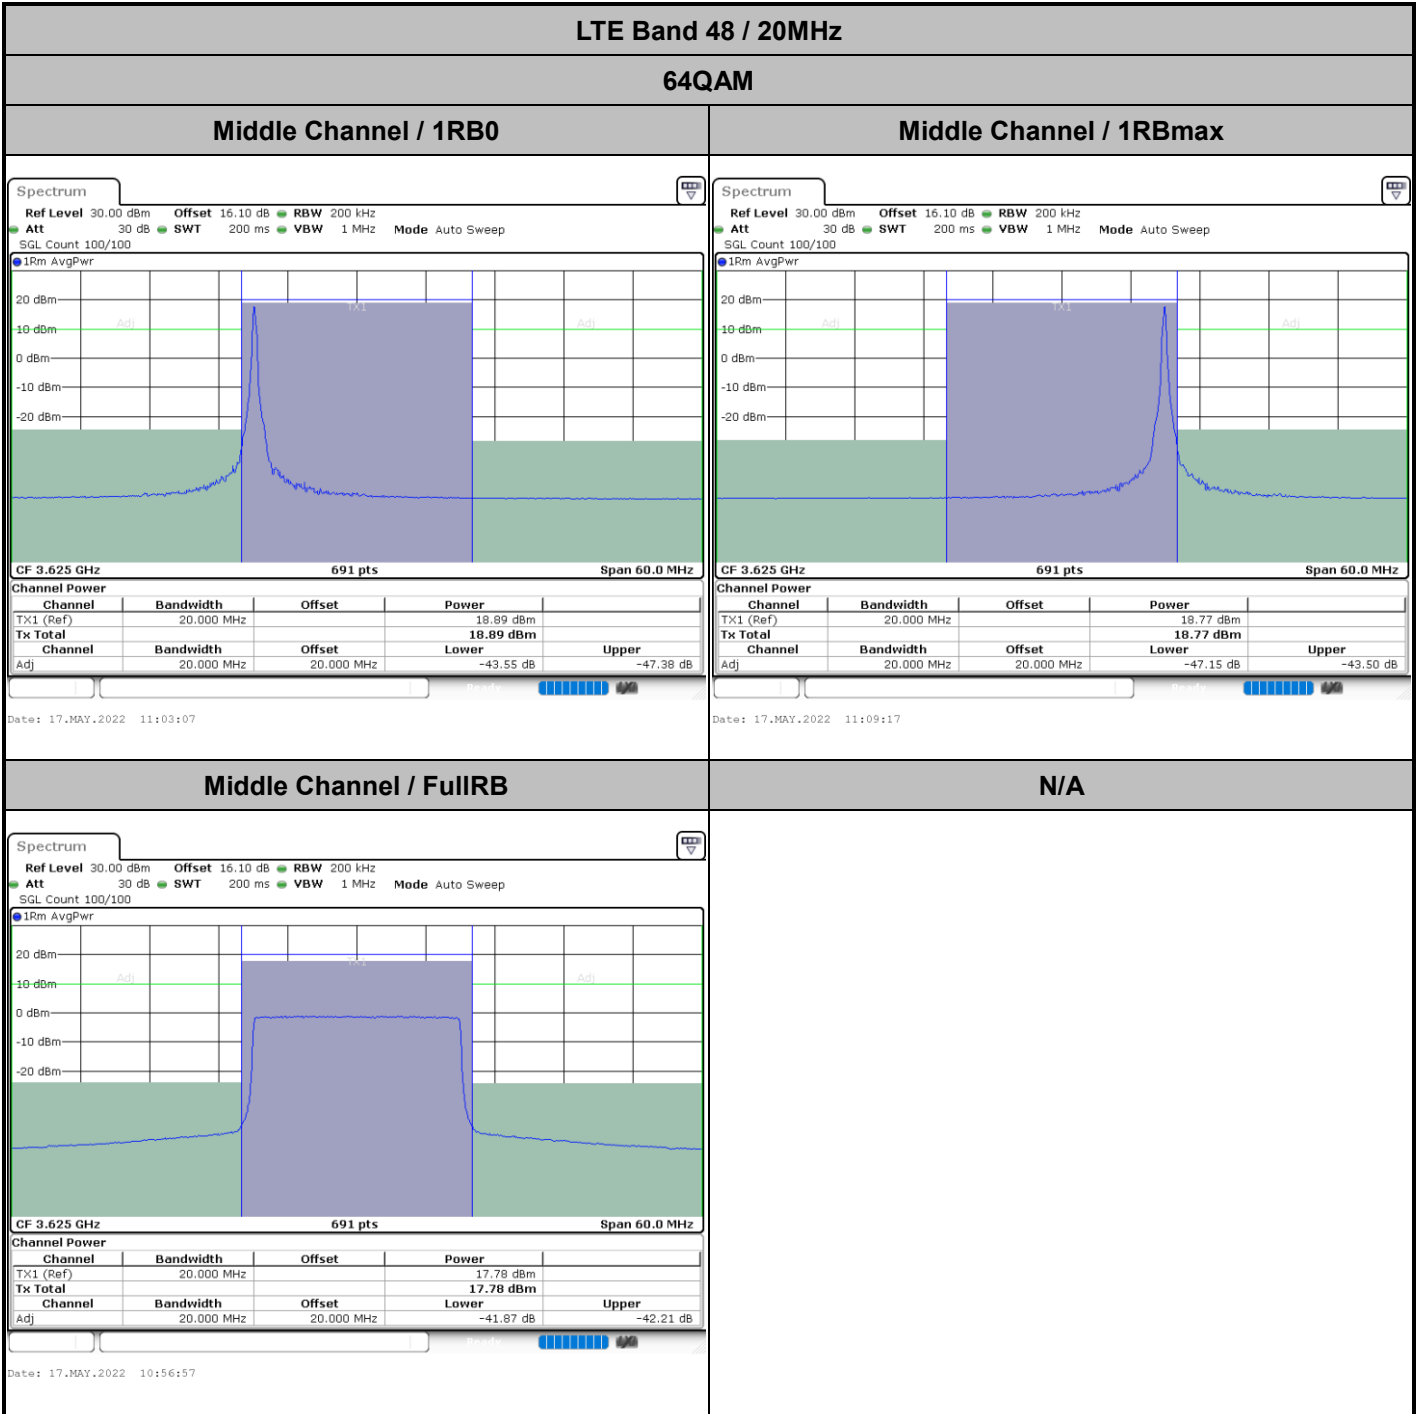 LTE Band 48 / 20MHz
64QAM
Middle Channel / 1RB0
Spectrum
Ref Level 30.00 dBm Offset 16.10 dB RBW 200 kHz
Att 30 dB SWT 200 ms VBW 1 MHz Mode Auto Sweep
SGL Count 100/100
1Rm AvgPwr
TX1
20 dBm
Adj Adj
10 dBm
0 dBm
-10 dBm
-20 dBm
CF 3.625 GHz 691 pts Span 60.0 MHz
Channel Power
Channel Bandwidth Offset Power
TX1 (Ref) 20.000 MHz 18.89 dBm
Tx Total 18.89 dBm
Channel Bandwidth Offset Lower Upper
Adj 20.000 MHz 20.000 MHz -43.55 dB -47.38 dB
Ready
Date: 17.MAY.2022 11:03:07
Middle Channel / 1RBmax
Spectrum
Ref Level 30.00 dBm Offset 16.10 dB RBW 200 kHz
Att 30 dB SWT 200 ms VBW 1 MHz Mode Auto Sweep
SGL Count 100/100
1Rm AvgPwr
TX1
20 dBm
Adj Adj
10 dBm
0 dBm
-10 dBm
-20 dBm
CF 3.625 GHz 691 pts Span 60.0 MHz
Channel Power
Channel Bandwidth Offset Power
TX1 (Ref) 20.000 MHz 18.77 dBm
Tx Total 18.77 dBm
Channel Bandwidth Offset Lower Upper
Adj 20.000 MHz 20.000 MHz -47.15 dB -43.50 dB
Ready
Date: 17.MAY.2022 11:09:17
Middle Channel / FullRB
Spectrum
Ref Level 30.00 dBm Offset 16.10 dB RBW 200 kHz
Att 30 dB SWT 200 ms VBW 1 MHz Mode Auto Sweep
SGL Count 100/100
1Rm AvgPwr
20 dBm
TX1
Adj Adj
10 dBm
0 dBm
-10 dBm
-20 dBm
CF 3.625 GHz 691 pts Span 60.0 MHz
Channel Power
Channel Bandwidth Offset Power
TX1 (Ref) 20.000 MHz 17.78 dBm
Tx Total 17.78 dBm
Channel Bandwidth Offset Lower Upper
Adj 20.000 MHz 20.000 MHz -41.87 dB -42.21 dB
Ready
Date: 17.MAY.2022 10:56:57
N/A